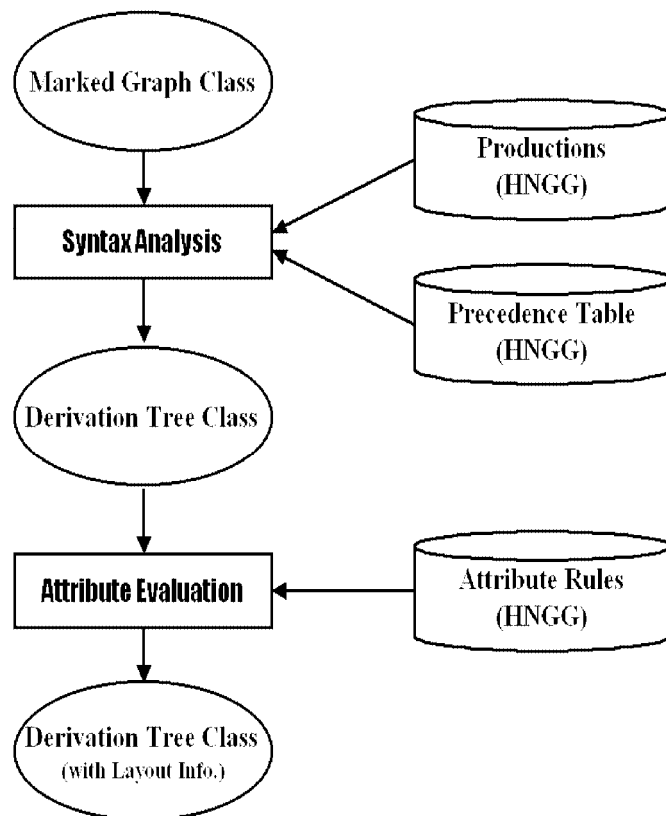 Marked Graph Class
Productions
(HNGG)
Syntax Analysis
Precedence Table
(HNGG)
Derivation Tree Class
Attribute Evaluation
Attribute Rules
(HNGG)
Derivation Tree Class
(with Layout Info.)